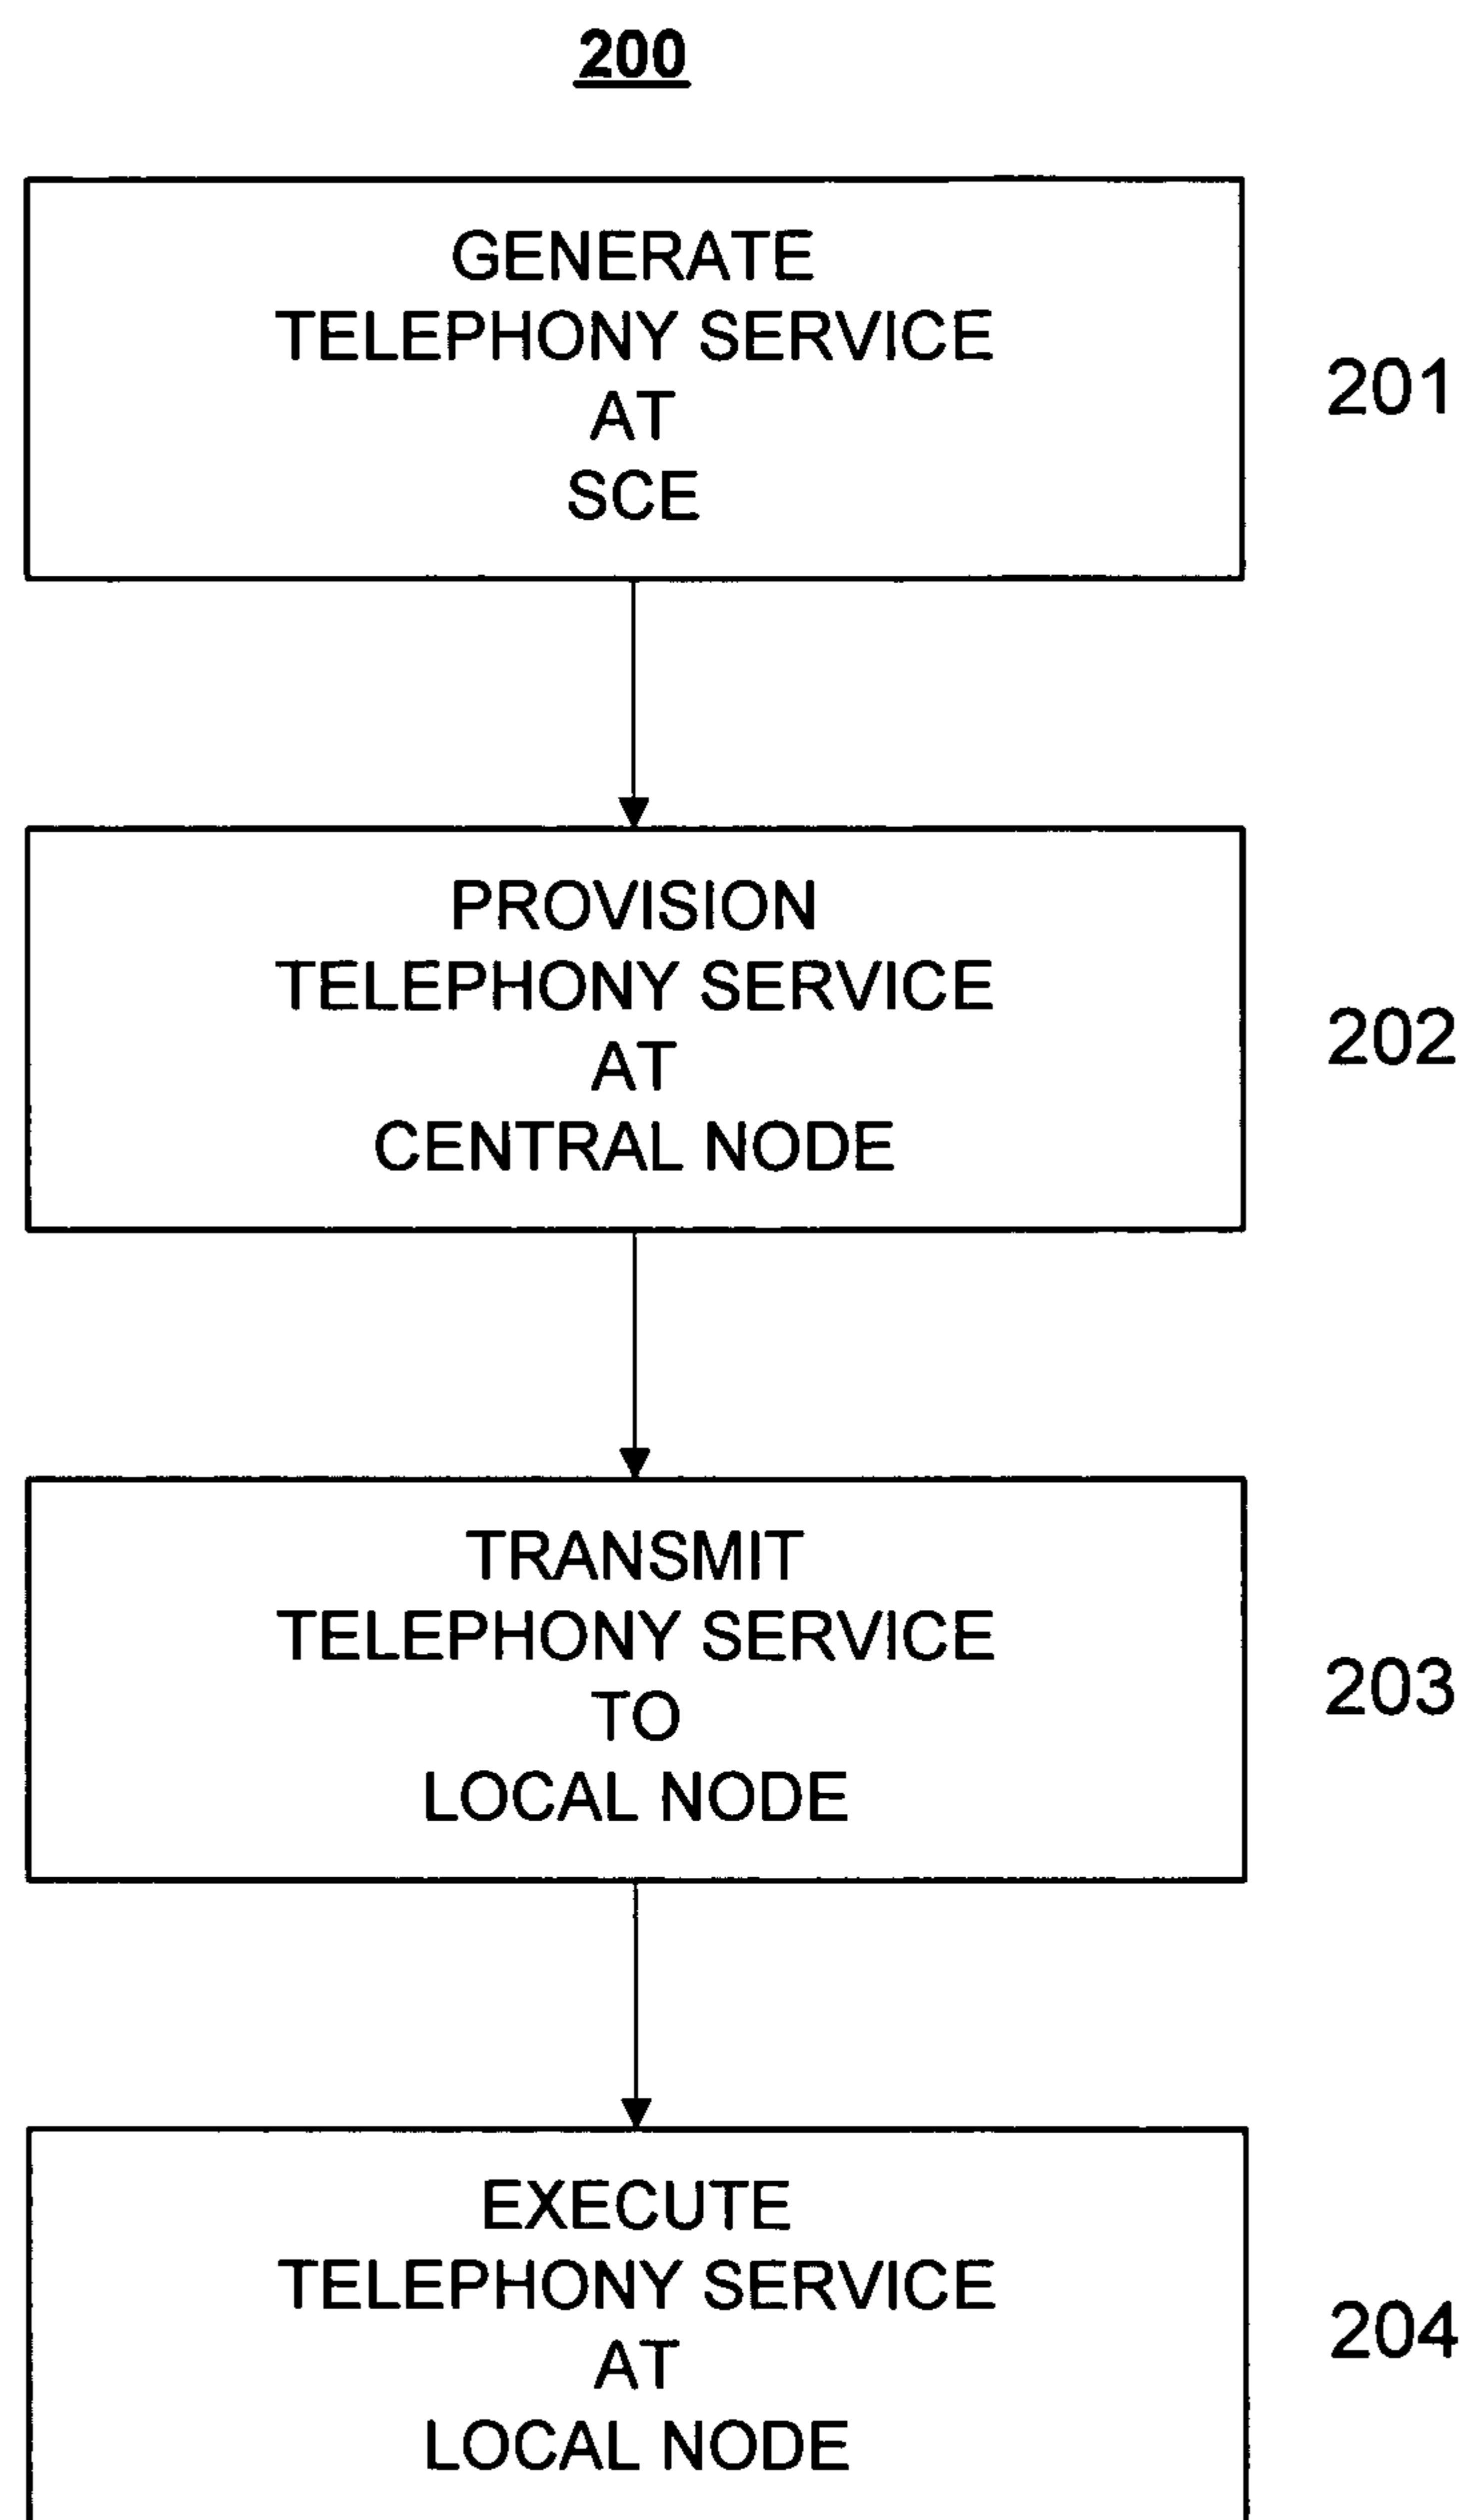 200
GENERATE
TELEPHONY SERVICE
AT
SCE
201
PROVISION
TELEPHONY SERVICE
AT
CENTRAL NODE
202
TRANSMIT
TELEPHONY SERVICE
TO
LOCAL NODE
203
EXECUTE
TELEPHONY SERVICE
AT
LOCAL NODE
204